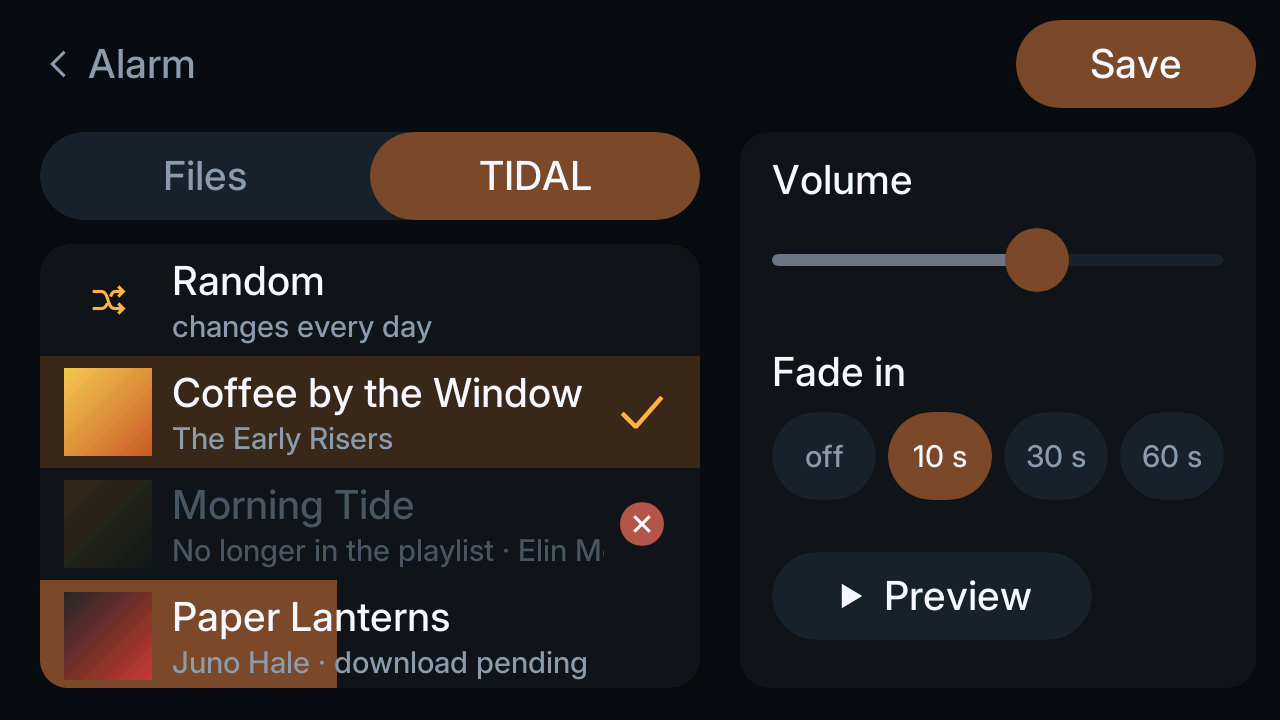 Alarm
Save
Files
TIDAL
Volume
Random
changes every day
Coffee by the Window
The Early Risers
Fade in
off
10 s
30 s
60 s
Morning Tide
No longer in the playlist · Elin
Preview
Paper Lanterns
Juno Hale · download pending